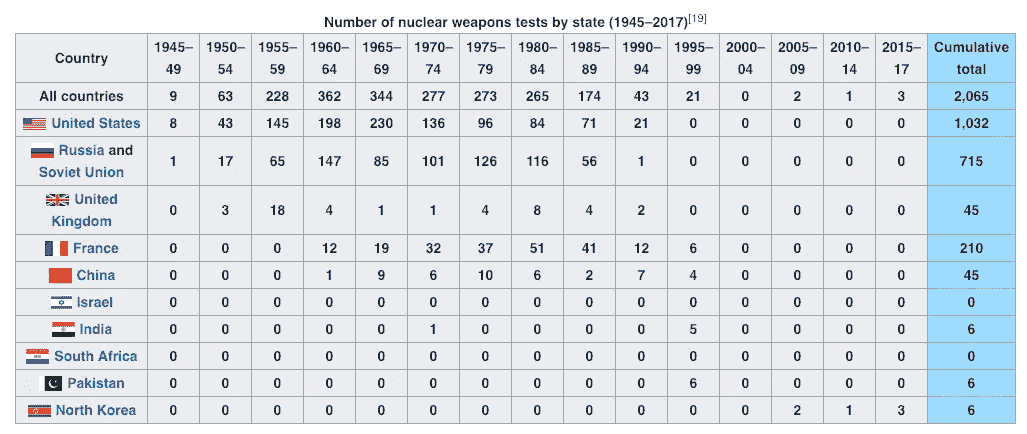 Number of nuclear weapons tests by state (1945–2017)[19]
Country 1945–49 1950–54 1955–59 1960–64 1965–69 1970–74 1975–79 1980–84 1985–89 1990–94 1995–99 2000–04 2005–09 2010–14 2015–17 Cumulative total
All countries 9 63 228 362 344 277 273 265 174 43 21 0 2 1 3 2,065
United States 8 43 145 198 230 136 96 84 71 21 0 0 0 0 0 1,032
Russia and Soviet Union 1 17 65 147 85 101 126 116 56 1 0 0 0 0 0 715
United Kingdom 0 3 18 4 1 1 4 8 4 2 0 0 0 0 0 45
France 0 0 0 12 19 32 37 51 41 12 6 0 0 0 0 210
China 0 0 0 1 9 6 10 6 2 7 4 0 0 0 0 45
Israel 0 0 0 0 0 0 0 0 0 0 0 0 0 0 0 0
India 0 0 0 0 0 1 0 0 0 0 5 0 0 0 0 6
South Africa 0 0 0 0 0 0 0 0 0 0 0 0 0 0 0 0
Pakistan 0 0 0 0 0 0 0 0 0 0 6 0 0 0 0 6
North Korea 0 0 0 0 0 0 0 0 0 0 0 0 2 1 3 6